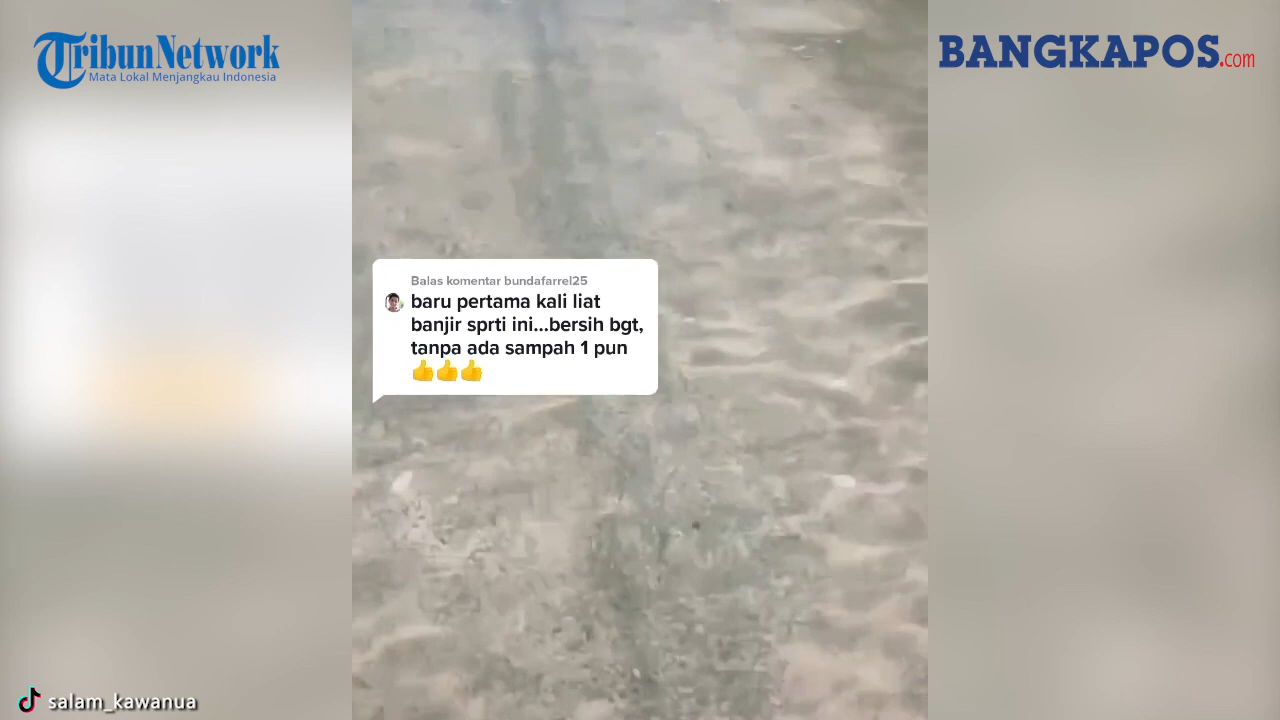 TribunNetwork
Mata Lokal Menjangkau Indonesia
BANGKAPOS.com
Balas komentar bundafarrel25
baru pertama kali liat
banjir sprti ini...bersih bgt,
tanpa ada sampah 1 pun
👍👍👍
salam_kawanua